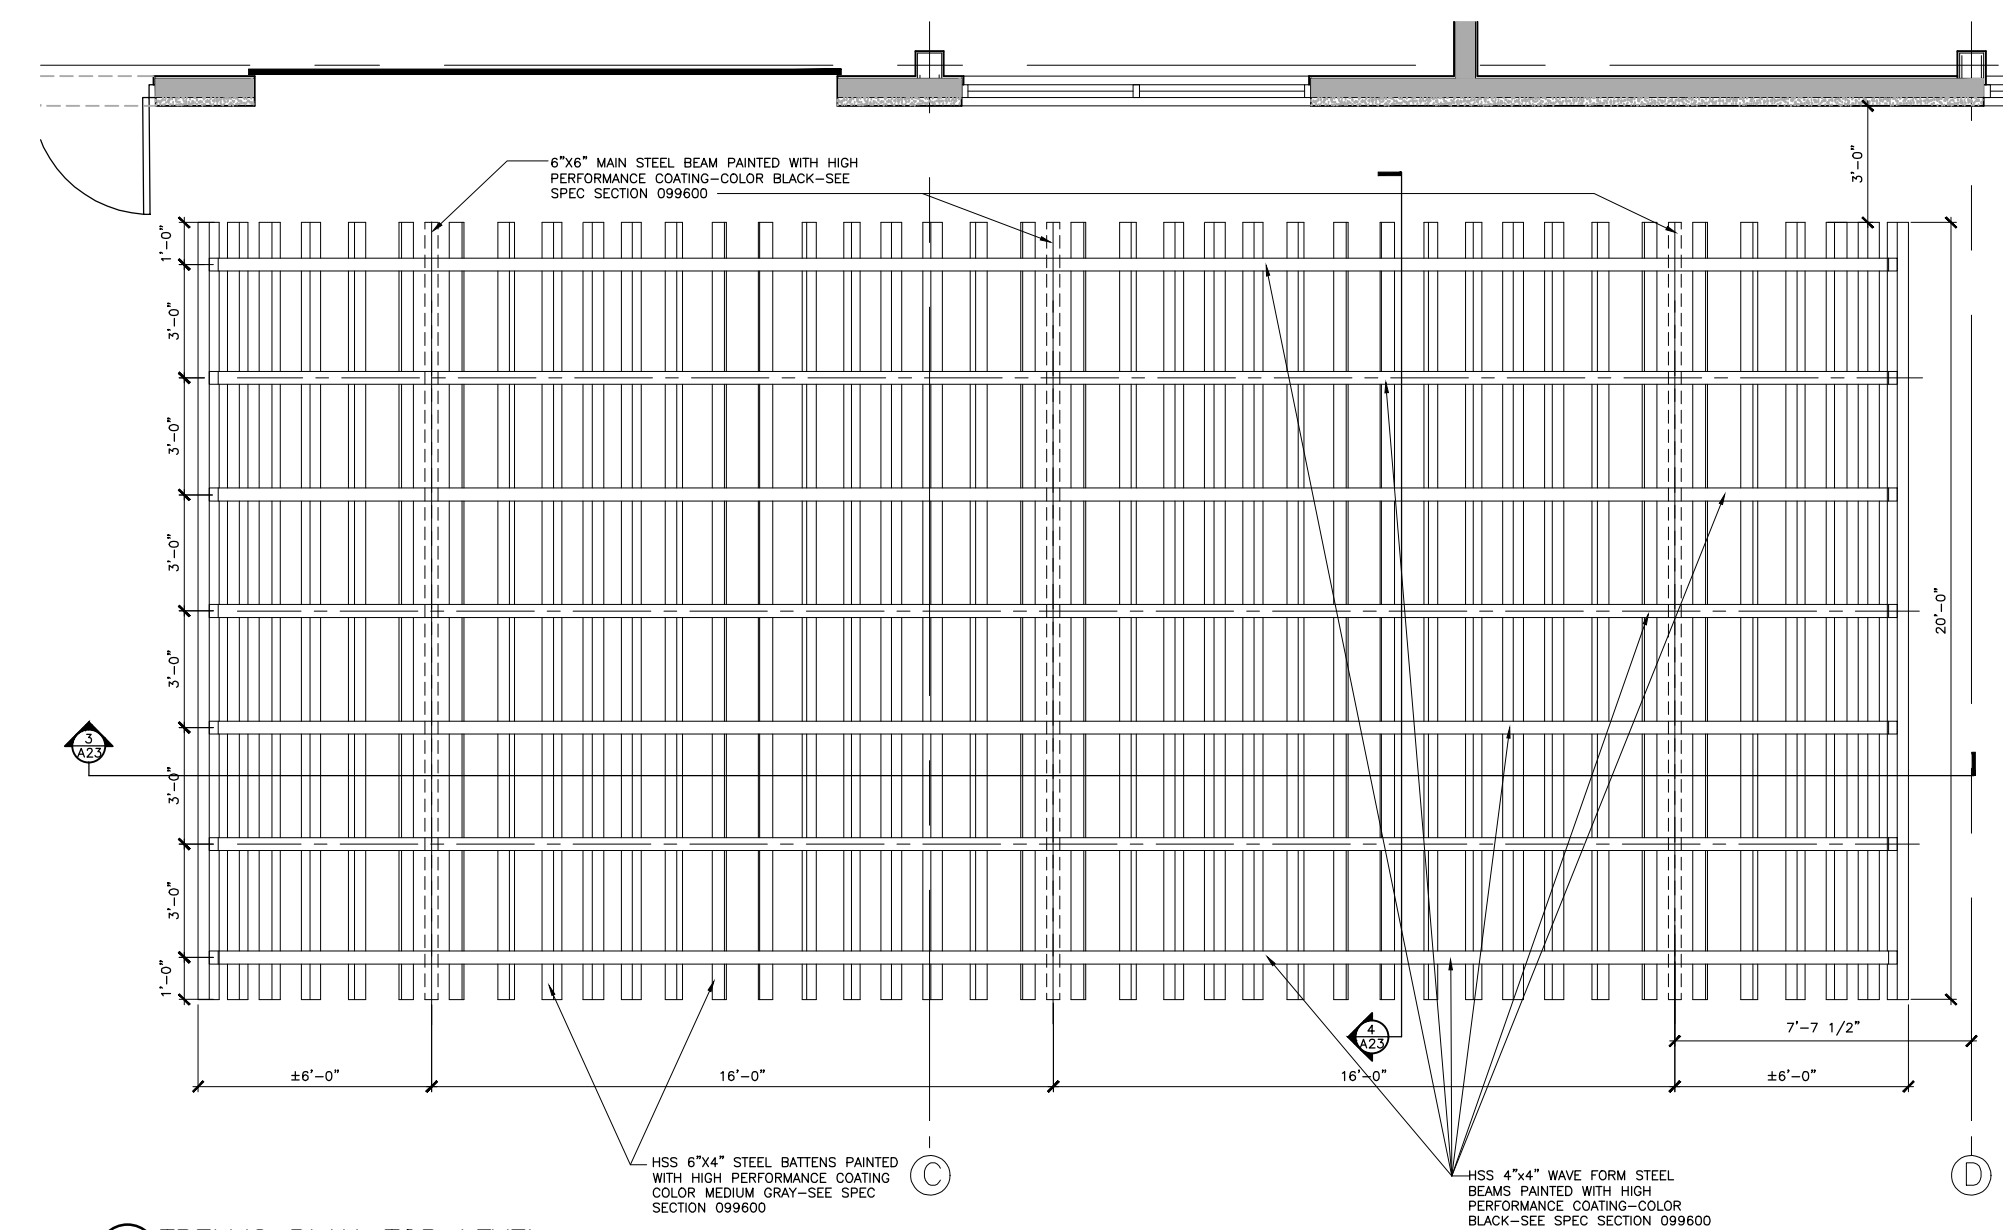 6"X6" MAIN STEEL BEAM PAINTED WITH HIGH
PERFORMANCE COATING-COLOR BLACK-SEE
SPEC SECTION 099600
3'-0"
1'-0"
3'-0"
3'-0"
3'-0"
3'-0"
3'-0"
3'-0"
1'-0"
20'-0"
3
A23
4
A23
7'-7 1/2"
±6'-0"
16'-0"
16'-0"
±6'-0"
HSS 6"X4" STEEL BATTENS PAINTED
WITH HIGH PERFORMANCE COATING
COLOR MEDIUM GRAY-SEE SPEC
SECTION 099600
C
HSS 4"x4" WAVE FORM STEEL
BEAMS PAINTED WITH HIGH
PERFORMANCE COATING-COLOR
BLACK-SEE SPEC SECTION 099600
D